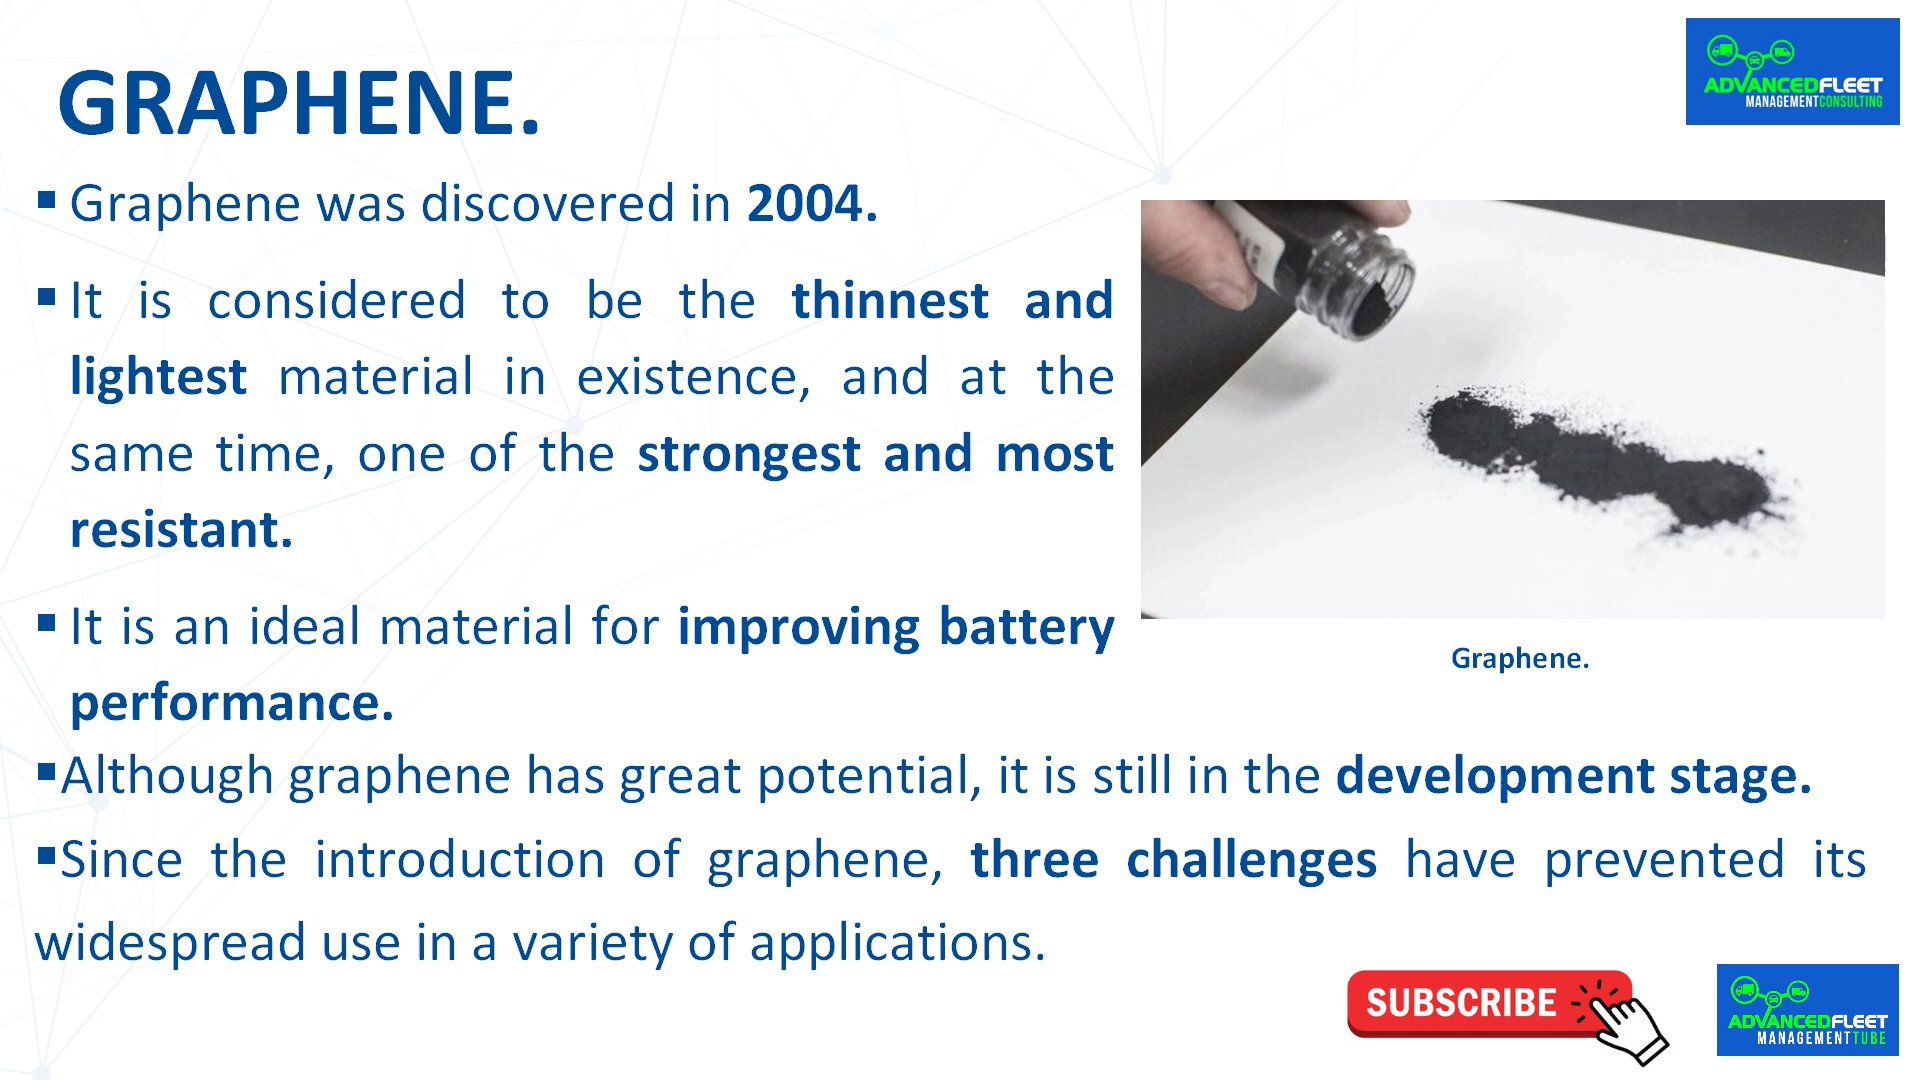 GRAPHENE.
ADVANCEDFLEET
MANAGEMENTCONSULTING
▪ Graphene was discovered in 2004.
▪ It is considered to be the thinnest and
lightest material in existence, and at the
same time, one of the strongest and most
resistant.
▪ It is an ideal material for improving battery
performance.
Graphene.
▪Although graphene has great potential, it is still in the development stage.
▪Since the introduction of graphene, three challenges have prevented its
widespread use in a variety of applications.
SUBSCRIBE
ADVANCEDFLEET
MANAGEMENTTUBE